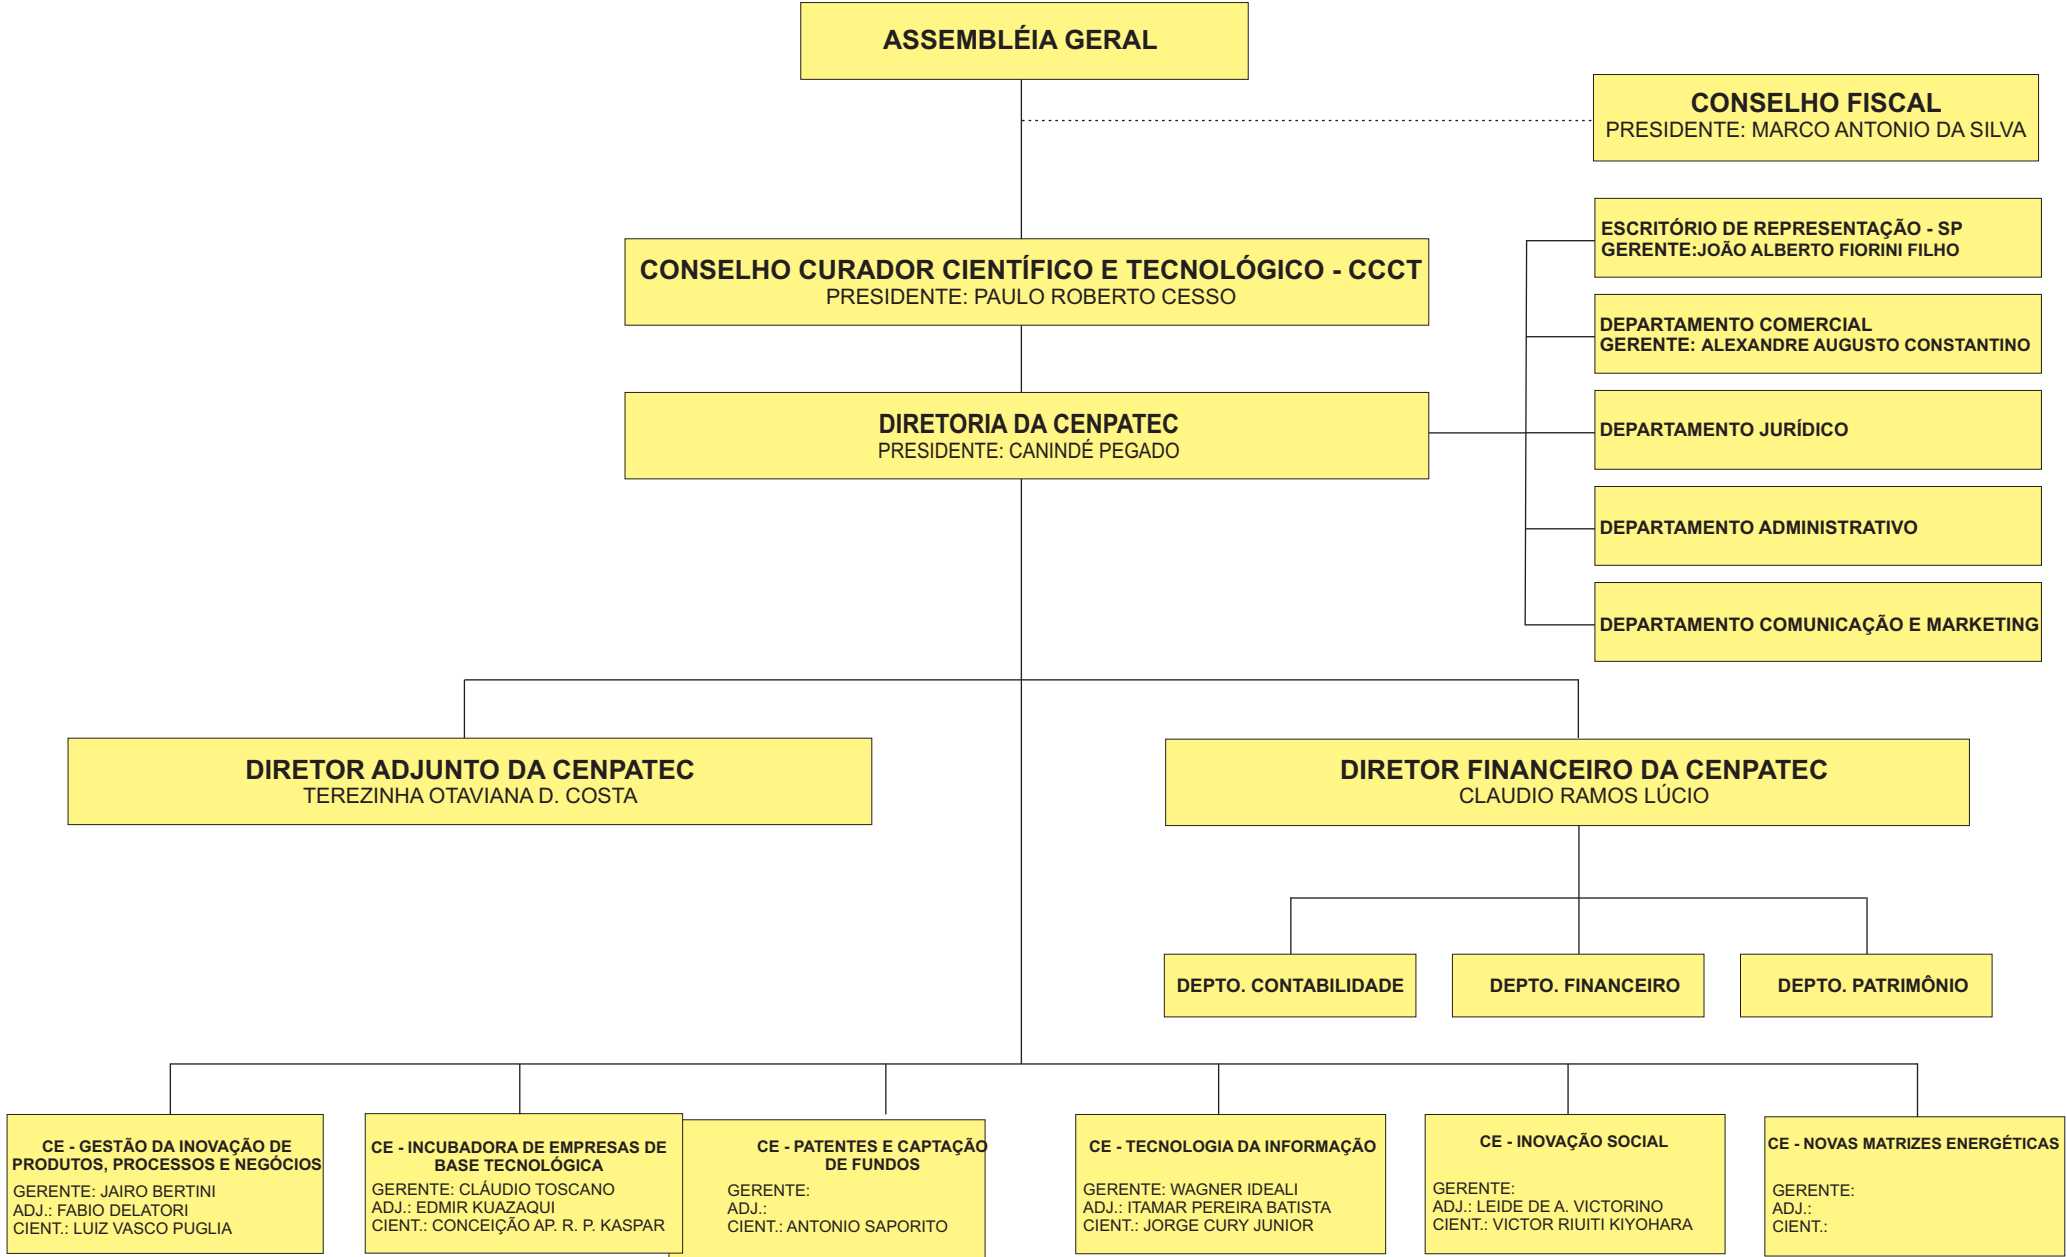 ASSEMBLÉIA GERAL
CONSELHO FISCAL
PRESIDENTE: MARCO ANTONIO DA SILVA
ESCRITÓRIO DE REPRESENTAÇÃO - SP
GERENTE:JOÃO ALBERTO FIORINI FILHO
CONSELHO CURADOR CIENTÍFICO E TECNOLÓGICO - CCCT
PRESIDENTE: PAULO ROBERTO CESSO
DEPARTAMENTO COMERCIAL
GERENTE: ALEXANDRE AUGUSTO CONSTANTINO
DIRETORIA DA CENPATEC
PRESIDENTE: CANINDÉ PEGADO
DEPARTAMENTO JURÍDICO
DEPARTAMENTO ADMINISTRATIVO
DEPARTAMENTO COMUNICAÇÃO E MARKETING
DIRETOR ADJUNTO DA CENPATEC
TEREZINHA OTAVIANA D. COSTA
DIRETOR FINANCEIRO DA CENPATEC
CLAUDIO RAMOS LÚCIO
DEPTO. CONTABILIDADE
DEPTO. FINANCEIRO
DEPTO. PATRIMÔNIO
CE - GESTÃO DA INOVAÇÃO DE
PRODUTOS, PROCESSOS E NEGÓCIOS
GERENTE: JAIRO BERTINI
ADJ.: FABIO DELATORI
CIENT.: LUIZ VASCO PUGLIA
CE - INCUBADORA DE EMPRESAS DE
BASE TECNOLÓGICA
GERENTE: CLÁUDIO TOSCANO
ADJ.: EDMIR KUAZAQUI
CIENT.: CONCEIÇÃO AP. R. P. KASPAR
CE - PATENTES E CAPTAÇÃO
DE FUNDOS
GERENTE:
ADJ.:
CIENT.: ANTONIO SAPORITO
CE - TECNOLOGIA DA INFORMAÇÃO
GERENTE: WAGNER IDEALI
ADJ.: ITAMAR PEREIRA BATISTA
CIENT.: JORGE CURY JUNIOR
CE - INOVAÇÃO SOCIAL
GERENTE:
ADJ.: LEIDE DE A. VICTORINO
CIENT.: VICTOR RIUITI KIYOHARA
CE - NOVAS MATRIZES ENERGÉTICAS
GERENTE:
ADJ.:
CIENT.: